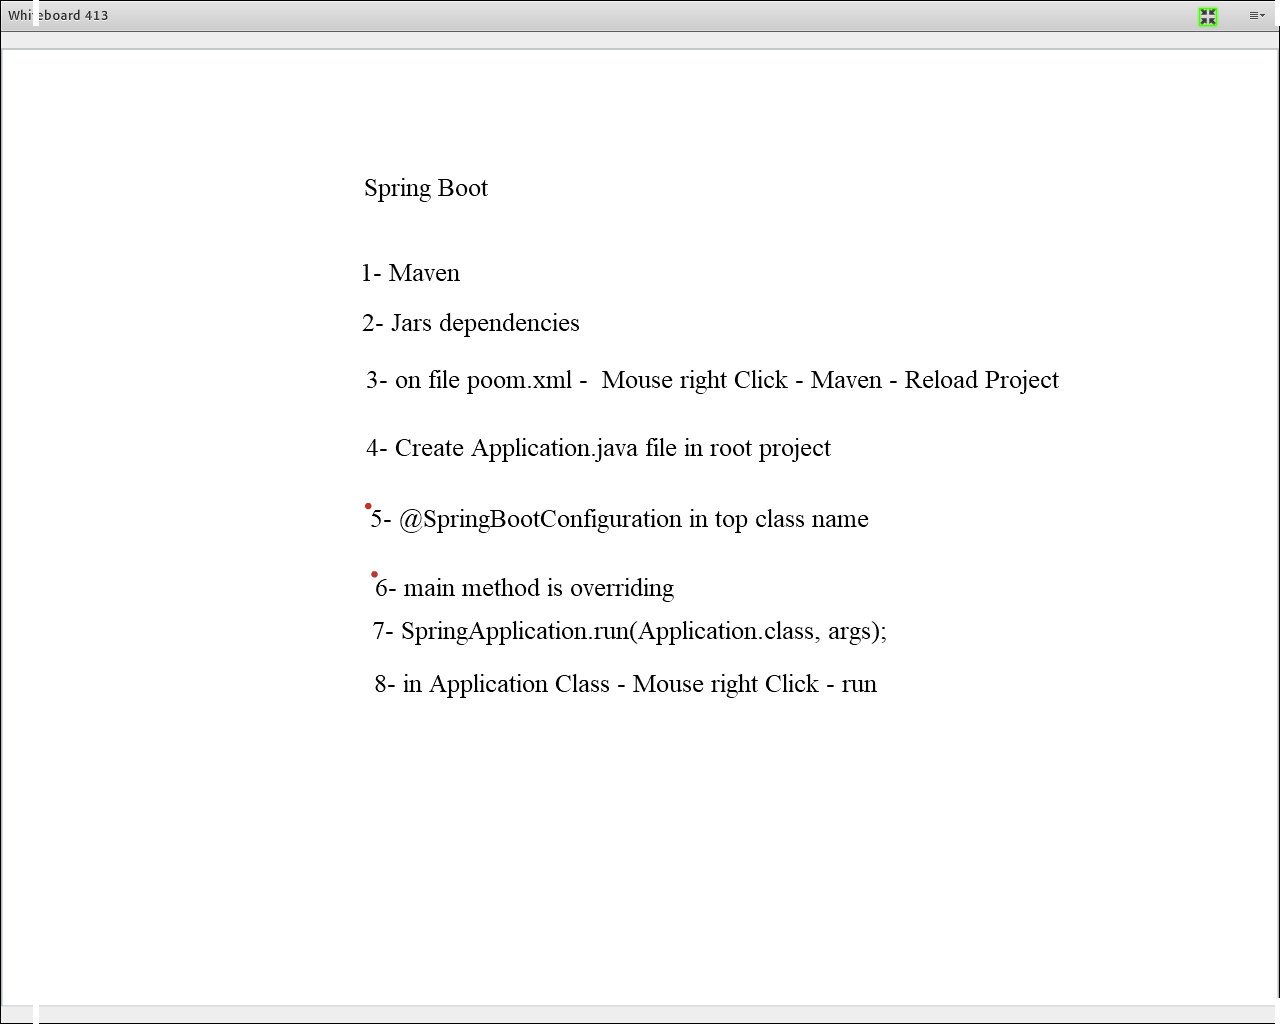 Whiteboard 413
Spring Boot
1- Maven
2- Jars dependencies
3- on file poom.xml -  Mouse right Click - Maven - Reload Project
4- Create Application.java file in root project
5- @SpringBootConfiguration in top class name
6- main method is overriding
7- SpringApplication.run(Application.class, args);
8- in Application Class - Mouse right Click - run